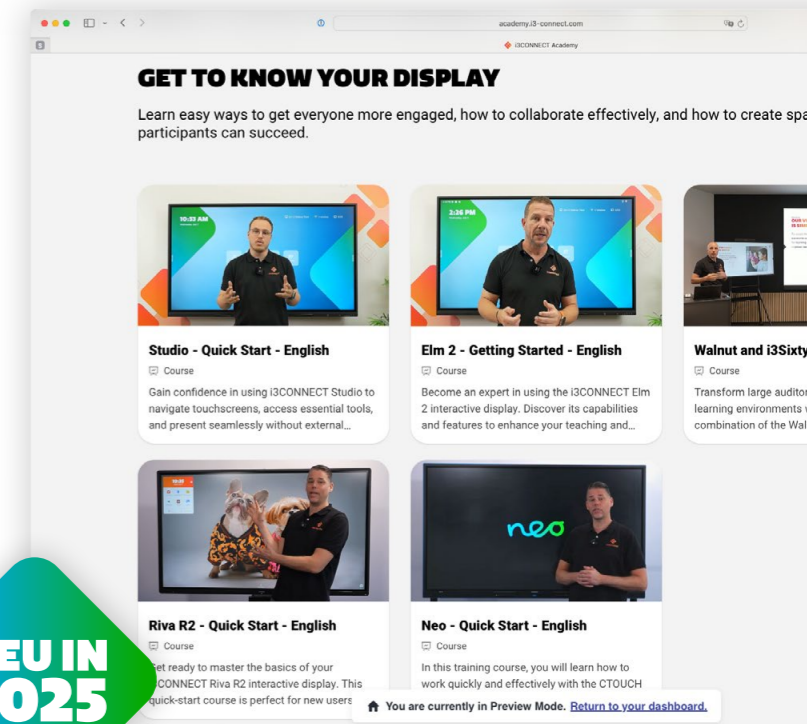 academy.i3-connect.com
i3CONNECT Academy
GET TO KNOW YOUR DISPLAY
Learn easy ways to get everyone more engaged, how to collaborate effectively, and how to create spa
participants can succeed.
10:33 AM
2:26 PM
Studio - Quick Start - English
Course
Gain confidence in using i3CONNECT Studio to
navigate touchscreens, access essential tools,
and present seamlessly without external...
Elm 2 - Getting Started - English
Course
Become an expert in using the i3CONNECT Elm
2 interactive display. Discover its capabilities
and features to enhance your teaching and...
Walnut and i3Sixty
Course
Transform large auditor
learning environments
combination of the Wal
neo
Riva R2 - Quick Start - English
Course
et ready to master the basics of your
CONNECT Riva R2 interactive display. This
quick-start course is perfect for new users
Neo - Quick Start - English
Course
In this training course, you will learn how to
work quickly and effectively with the CTOUCH
You are currently in Preview Mode. Return to your dashboard.
EU IN
025